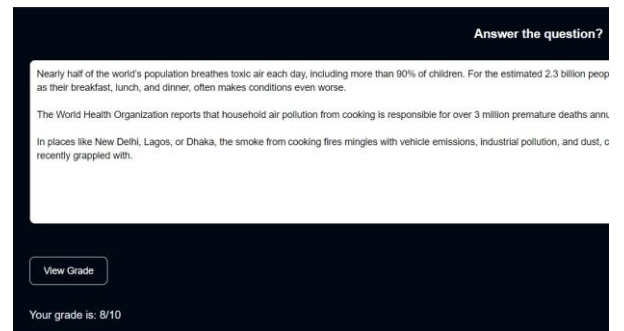 Answer the question?
Nearly half of the world's population breathes toxic air each day, including more than 90% of children. For the estimated 2.3 billion peop
as their breakfast, lunch, and dinner, often makes conditions even worse.
The World Health Organization reports that household air pollution from cooking is responsible for over 3 million premature deaths annu
In places like New Delhi, Lagos, or Dhaka, the smoke from cooking fires mingles with vehicle emissions, industrial pollution, and dust, c
recently grappled with.
View Grade
Your grade is: 8/10